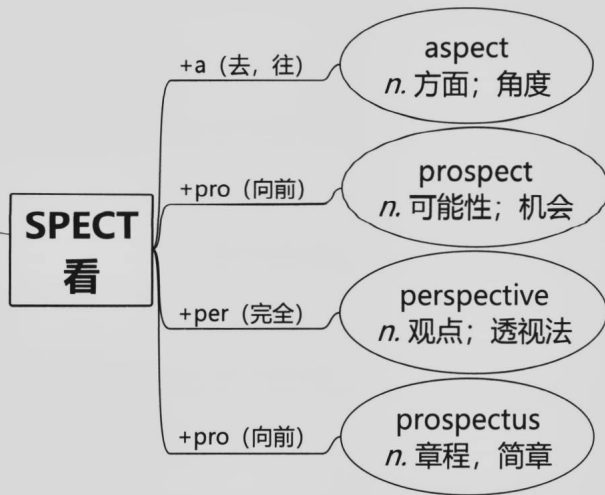 SPECT
看
+a（去，往）
aspect
n. 方面；角度
+pro（向前）
prospect
n. 可能性；机会
+per（完全）
perspective
n. 观点；透视法
+pro（向前）
prospectus
n. 章程，简章